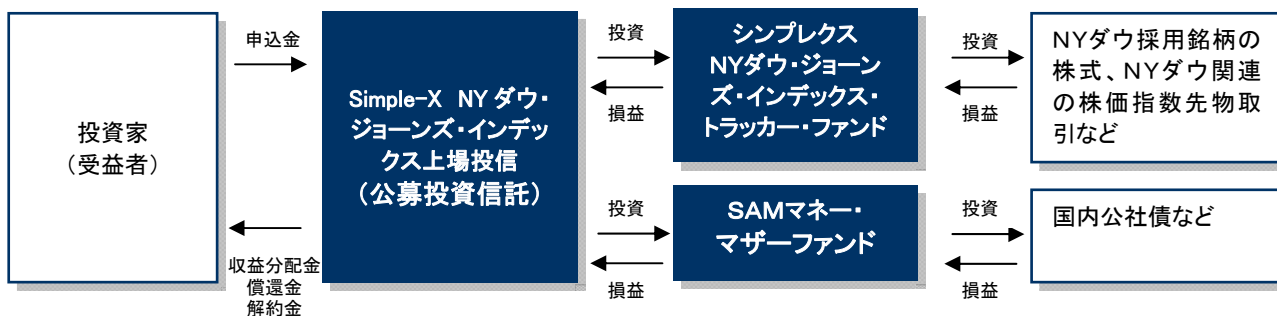 投資家
（受益者）
申込金
収益分配金
償還金
解約金
Simple-X NYダウ・
ジョーンズ・インデッ
クス上場投信
（公募投資信託）
投資
損益
シンプレクス
NYダウ・ジョーン
ズ・インデックス・
トラッカー・ファンド
投資
損益
NYダウ採用銘柄の
株式、NYダウ関連
の株価指数先物取
引など
投資
損益
SAMマネー・
マザーファンド
投資
損益
国内公社債など